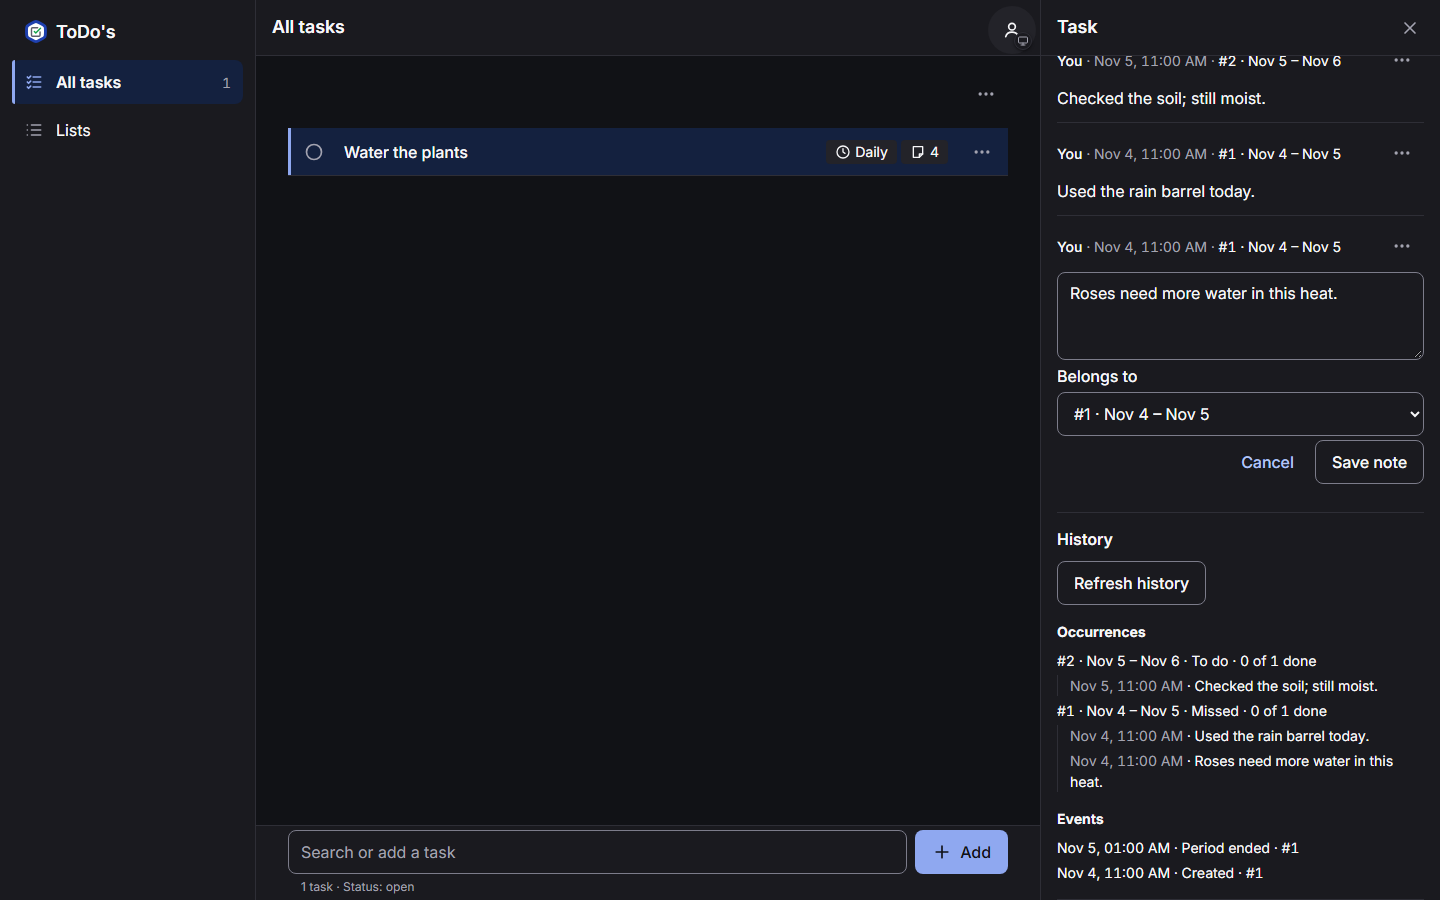 ToDo's
All tasks
1
Lists
All tasks
Water the plants
Daily
4
Search or add a task
Add
1 task · Status: open
Task
You · Nov 5, 11:00 AM · #2 · Nov 5 – Nov 6
Checked the soil; still moist.
You · Nov 4, 11:00 AM · #1 · Nov 4 – Nov 5
Used the rain barrel today.
You · Nov 4, 11:00 AM · #1 · Nov 4 – Nov 5
Roses need more water in this heat.
Belongs to
#1 · Nov 4 – Nov 5
Cancel
Save note
History
Refresh history
Occurrences
#2 · Nov 5 – Nov 6 · To do · 0 of 1 done
Nov 5, 11:00 AM · Checked the soil; still moist.
#1 · Nov 4 – Nov 5 · Missed · 0 of 1 done
Nov 4, 11:00 AM · Used the rain barrel today.
Nov 4, 11:00 AM · Roses need more water in this
heat.
Events
Nov 5, 01:00 AM · Period ended · #1
Nov 4, 11:00 AM · Created · #1